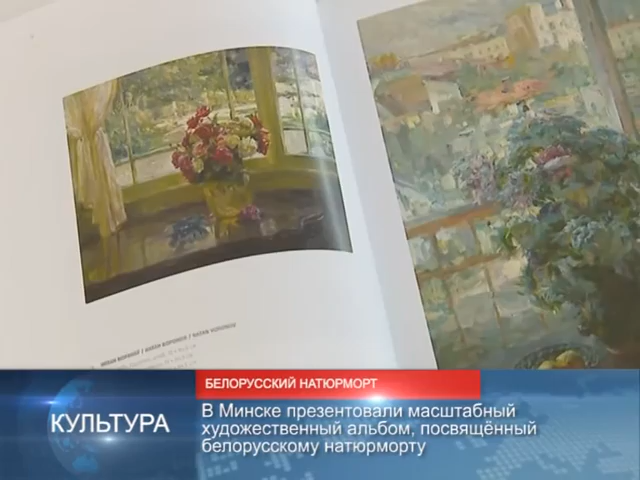 БЕЛОРУССКИЙ НАТЮРМОРТ
КУЛЬТУРА
В Минске презентовали масштабный
художественный альбом, посвящённый
белорусскому натюрморту